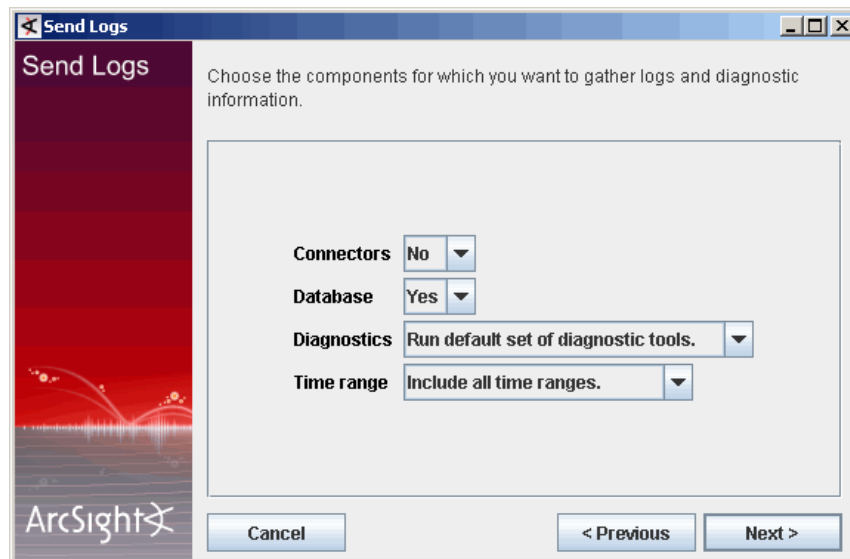 Send Logs
Send Logs
Choose the components for which you want to gather logs and diagnostic
information.
Connectors No
Database Yes
Diagnostics Run default set of diagnostic tools.
Time range Include all time ranges.
ArcSight
Cancel < Previous Next >